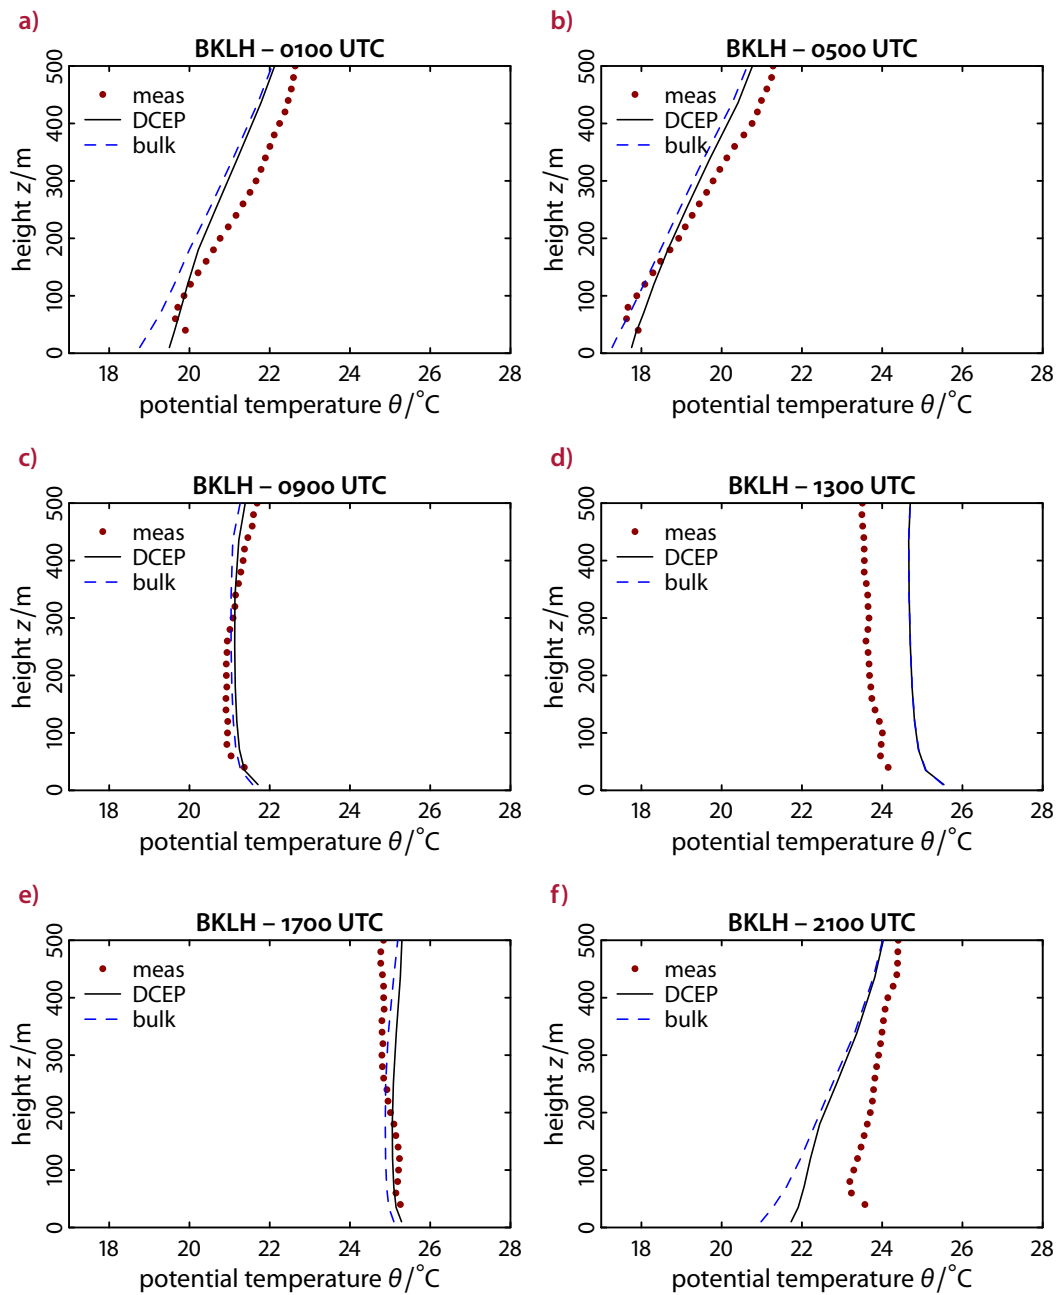 a)
BKLH – 0100 UTC
500
400
300
200
100
0
height z/m
meas
DCEP
bulk
18 20 22 24 26 28
potential temperature θ/°C
b)
BKLH – 0500 UTC
500
400
300
200
100
0
height z/m
meas
DCEP
bulk
18 20 22 24 26 28
potential temperature θ/°C
c)
BKLH – 0900 UTC
500
400
300
200
100
0
height z/m
meas
DCEP
bulk
18 20 22 24 26 28
potential temperature θ/°C
d)
BKLH – 1300 UTC
500
400
300
200
100
0
height z/m
meas
DCEP
bulk
18 20 22 24 26 28
potential temperature θ/°C
e)
BKLH – 1700 UTC
500
400
300
200
100
0
height z/m
meas
DCEP
bulk
18 20 22 24 26 28
potential temperature θ/°C
f)
BKLH – 2100 UTC
500
400
300
200
100
0
height z/m
meas
DCEP
bulk
18 20 22 24 26 28
potential temperature θ/°C